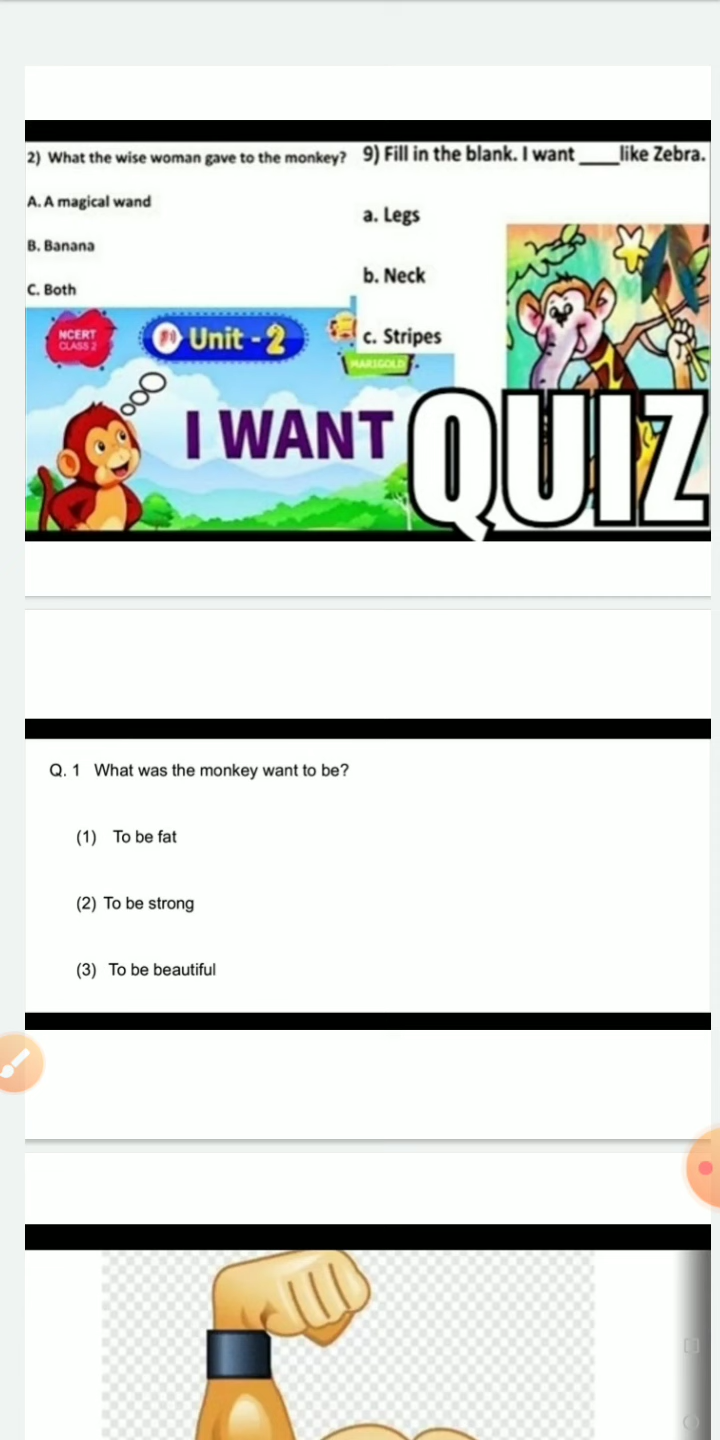 2) What the wise woman gave to the monkey?
A. A magical wand
B. Banana
C. Both
9) Fill in the blank. I want ____like Zebra.
a. Legs
b. Neck
c. Stripes
NCERT
CLASS 2
Unit - 2
MARIGOLD
I WANT
QUIZ
Q. 1 What was the monkey want to be?
(1) To be fat
(2) To be strong
(3) To be beautiful